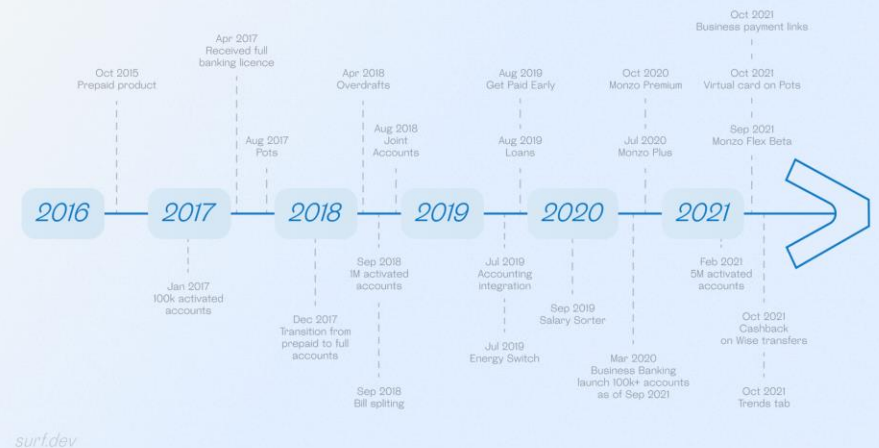 Oct 2021
Business payment links
Apr 2017
Received full
banking licence
Oct 2015
Prepaid product
Apr 2018
Overdrafts
Aug 2019
Get Paid Early
Oct 2020
Monzo Premium
Oct 2021
Virtual card on Pots
Aug 2017
Pots
Aug 2018
Joint
Accounts
Aug 2019
Loans
Jul 2020
Monzo Plus
Sep 2021
Monzo Flex Beta
2016
2017
2018
2019
2020
2021
Jan 2017
100k activated
accounts
Sep 2018
1M activated
accounts
Jul 2019
Accounting
integration
Feb 2021
5M activated
accounts
Dec 2017
Transition from
prepaid to full
accounts
Sep 2019
Salary Sorter
Oct 2021
Cashback
on Wise transfers
Jul 2019
Energy Switch
Mar 2020
Business Banking
launch 100k+ accounts
as of Sep 2021
Sep 2018
Bill spliting
Oct 2021
Trends tab
surf.dev